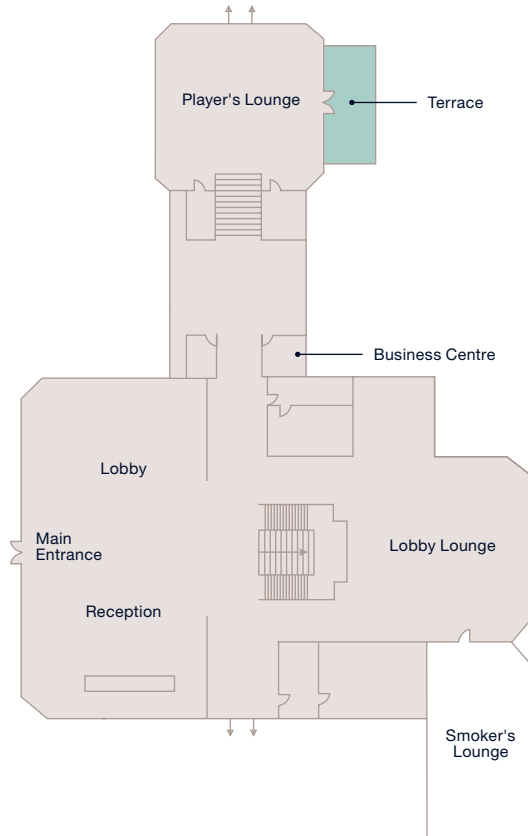 Player's Lounge
Terrace
Business Centre
Lobby
Main
Entrance
Lobby Lounge
Reception
Smoker's
Lounge